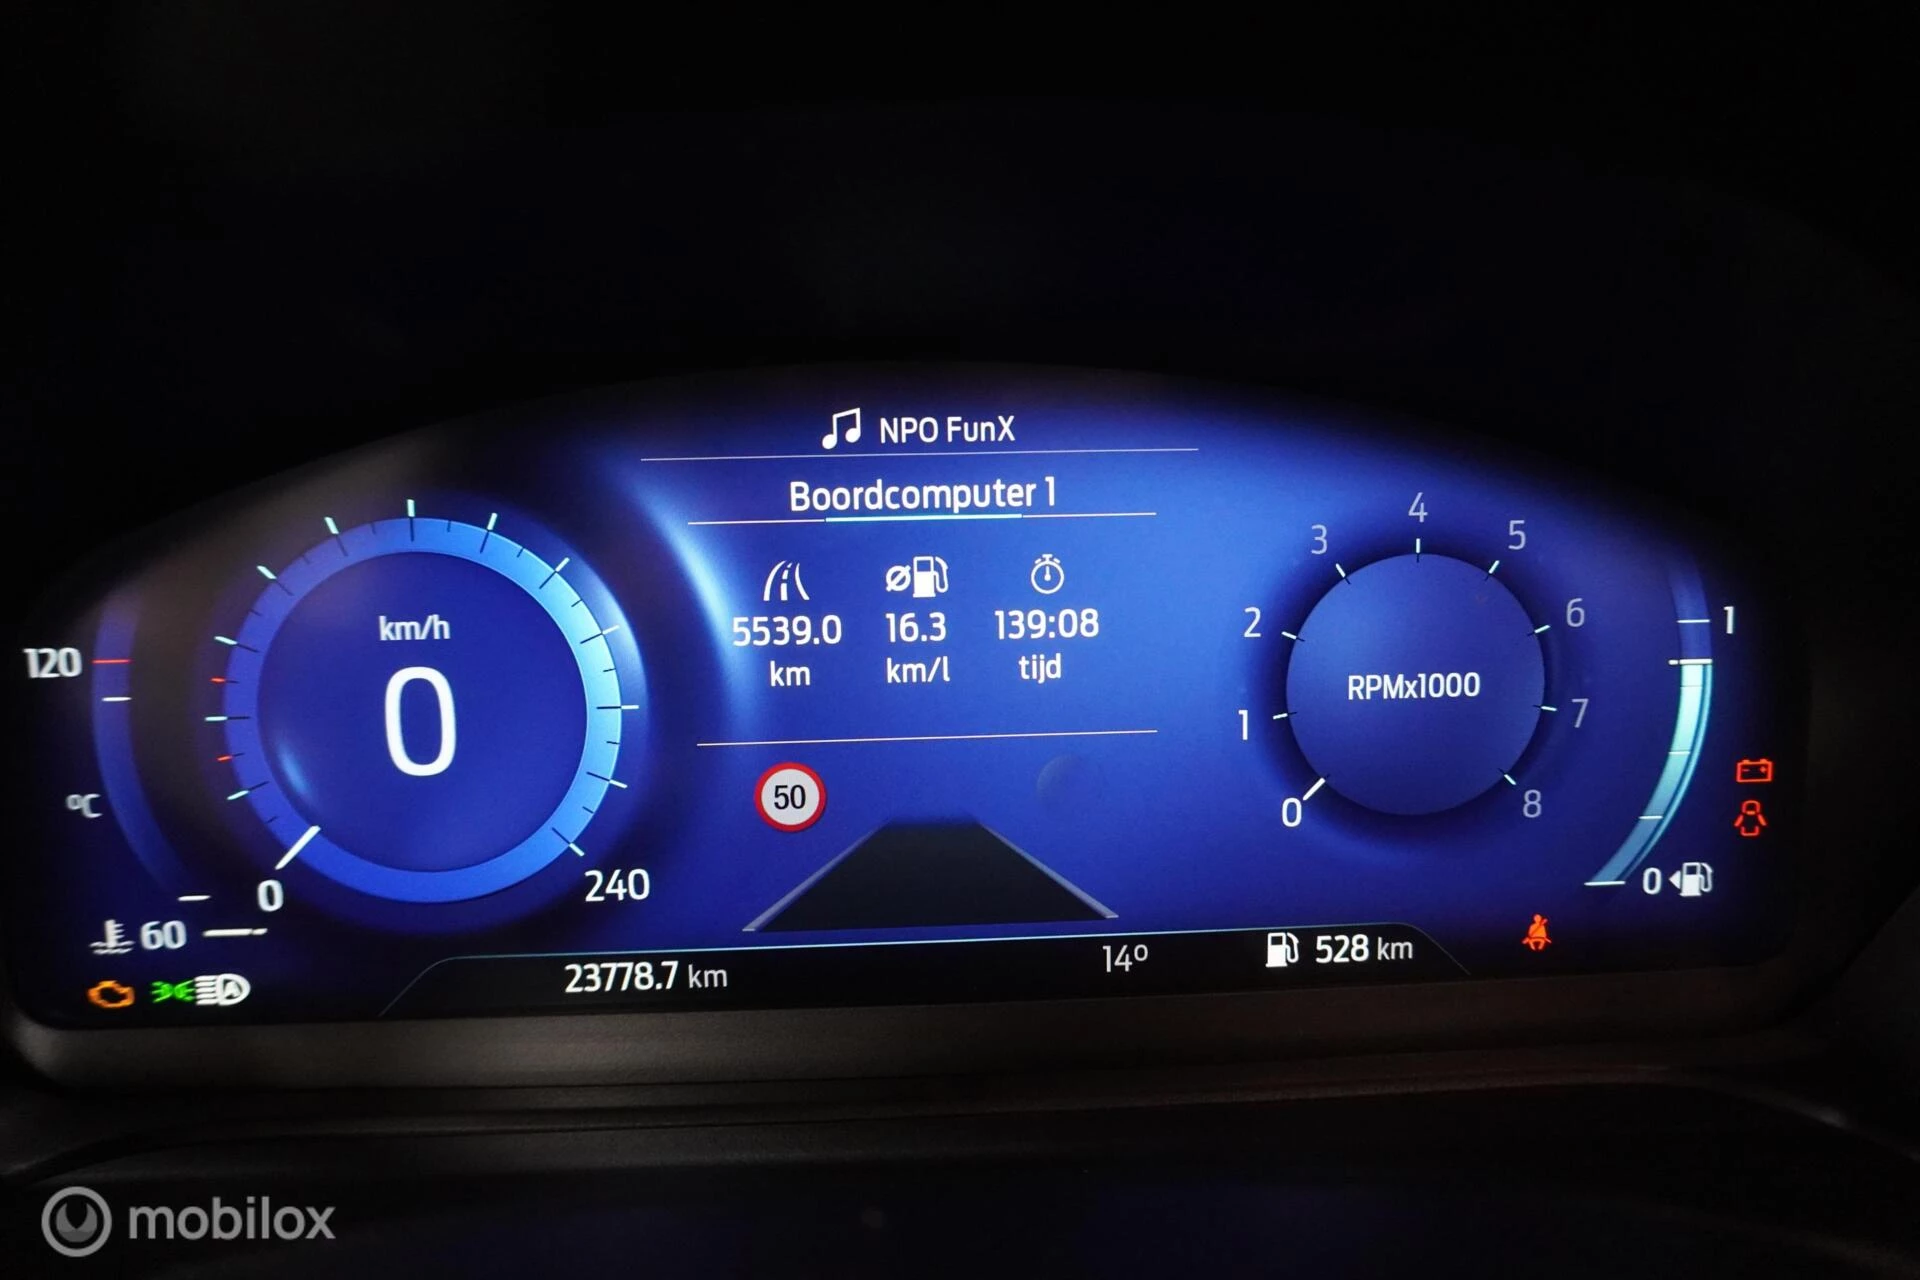 NPO FunX
Boordcomputer 1
5539.0 16.3 139:08
km km/l tijd
120
°C
60
km/h
0
0
240
50
RPMx1000
0
1
2
3
4
5
6
7
8
1
0
A
23778.7 km
14°
528 km
mobilox